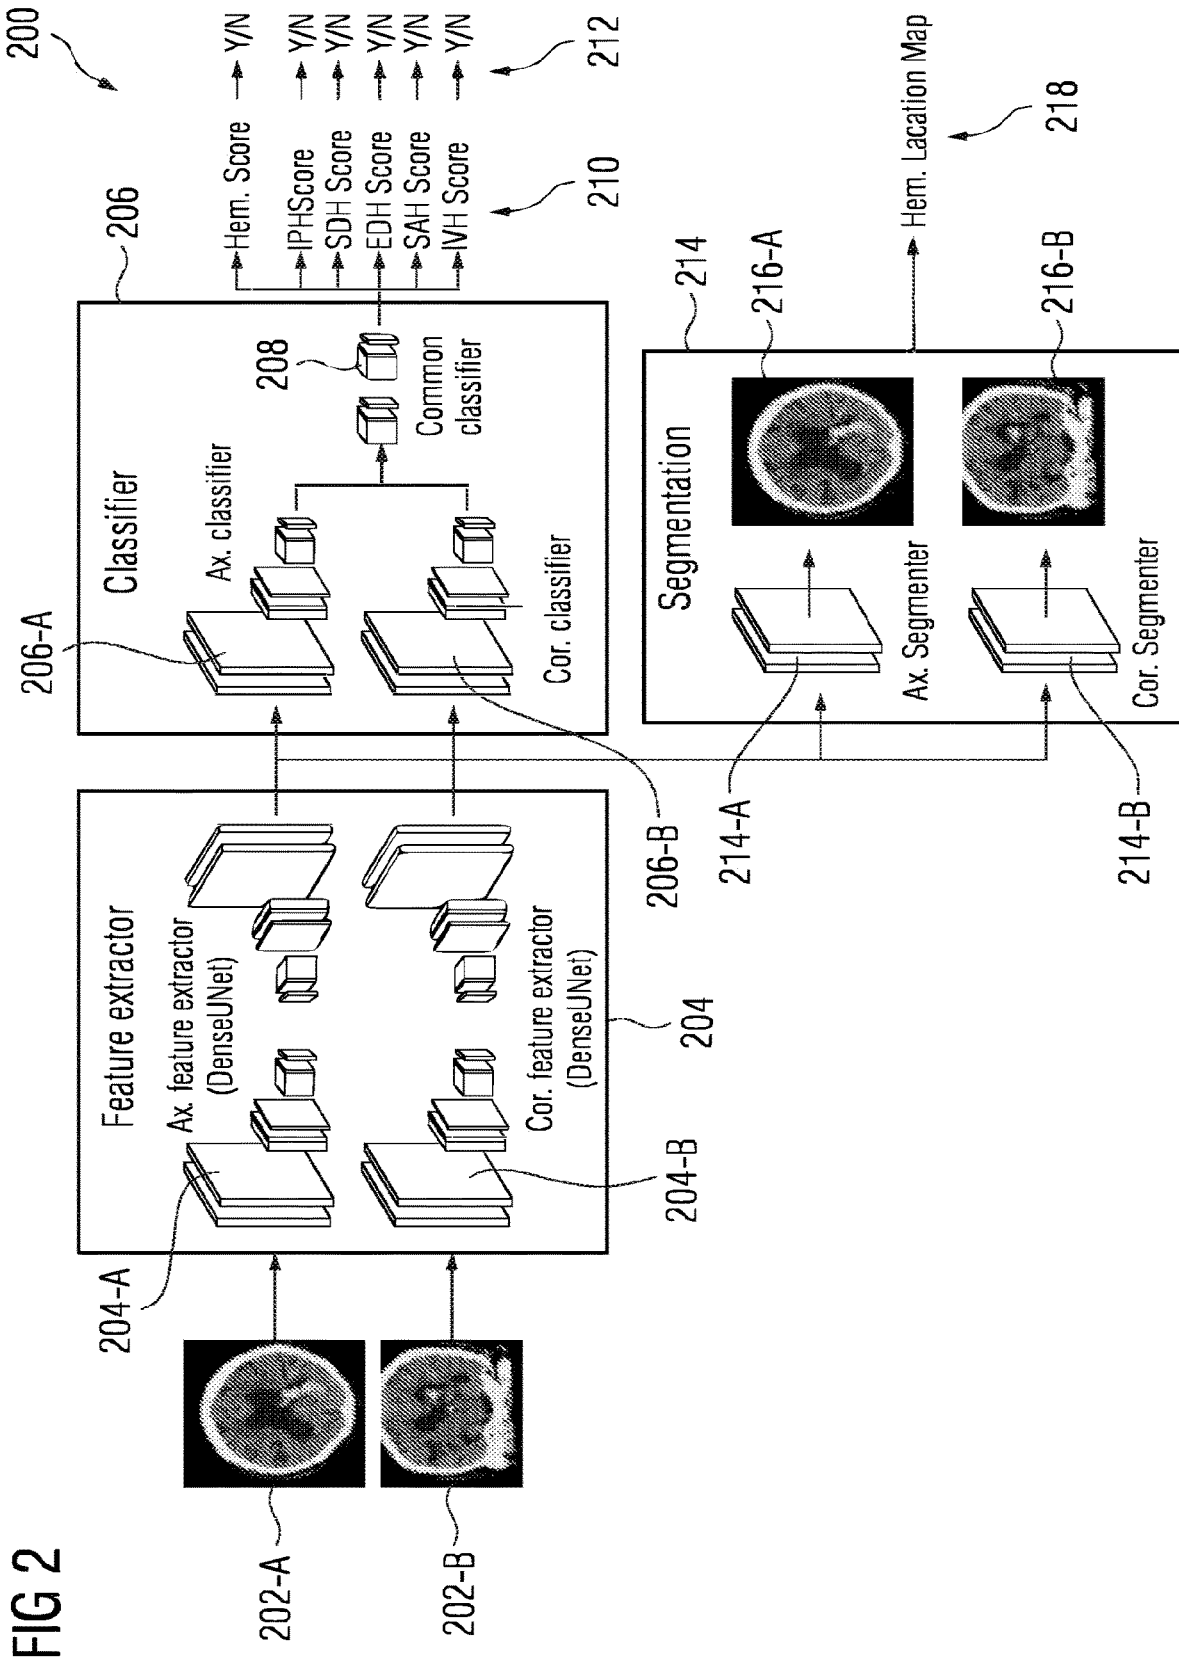 FIG 2
200
202-A
202-B
204-A
Feature extractor
Ax. feature extractor
(DenseUNet)
Cor. feature extractor
(DenseUNet)
204-B
204
206-A
Classifier
206
Ax. classifier
Cor. classifier
206-B
208
Common
classifier
Hem. Score
Y/N
IPHScore
Y/N
SDH Score
Y/N
EDH Score
Y/N
SAH Score
Y/N
IVH Score
Y/N
210
212
Segmentation
214
214-A
Ax. Segmenter
216-A
214-B
Cor. Segmenter
216-B
Hem. Lacation Map
218